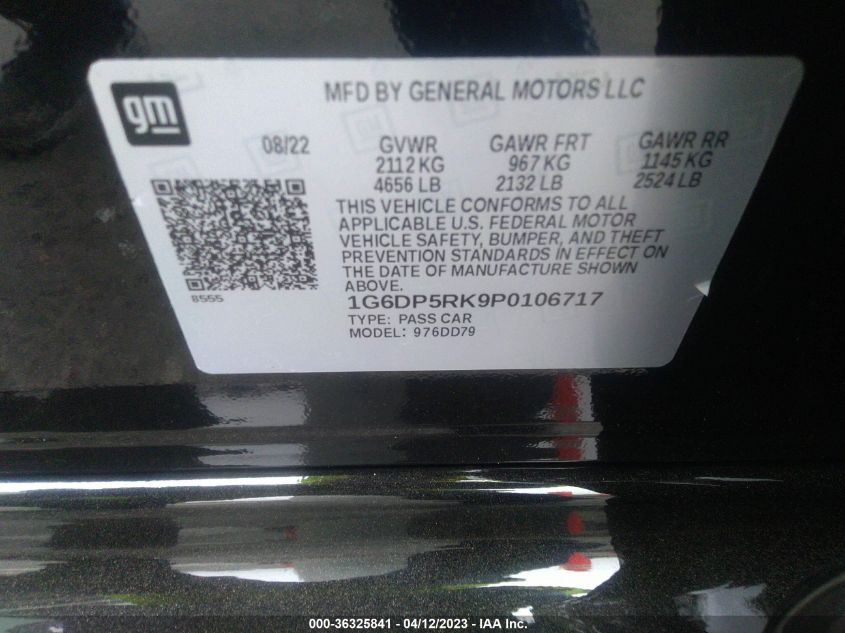 gm
MFD BY GENERAL MOTORS LLC
08/22 GVWR GAWR FRT GAWR RR
2112 KG 967 KG 1145 KG
4656 LB 2132 LB 2524 LB
THIS VEHICLE CONFORMS TO ALL
APPLICABLE U.S. FEDERAL MOTOR
VEHICLE SAFETY, BUMPER, AND THEFT
PREVENTION STANDARDS IN EFFECT ON
THE DATE OF MANUFACTURE SHOWN
ABOVE.
8555
1G6DP5RK9P0106717
TYPE: PASS CAR
MODEL: 976DD79
000-36325841 - 04/12/2023 - IAA Inc.